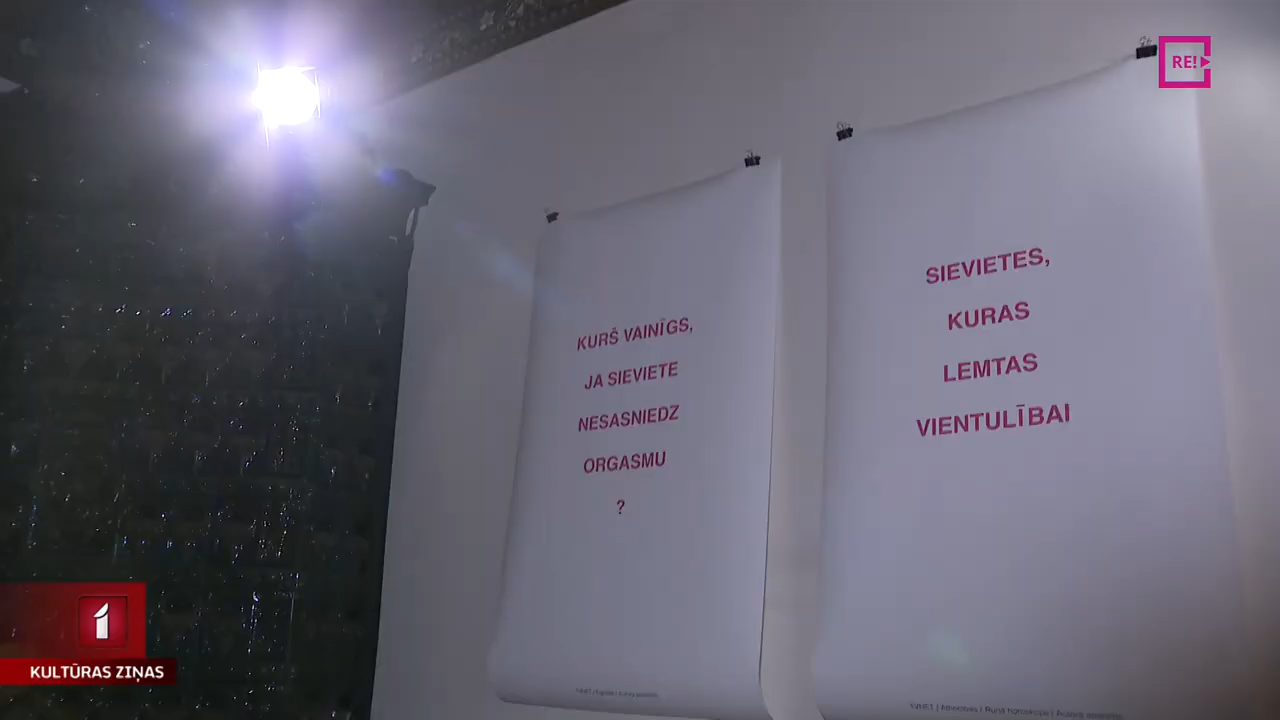 RE!
KURŠ VAINĪGS,
JA SIEVIETE
NESASNIEDZ
ORGASMU
?
SIEVIETES,
KURAS
LEMTAS
VIENTULĪBAI
1
KULTŪRAS ZIŅAS